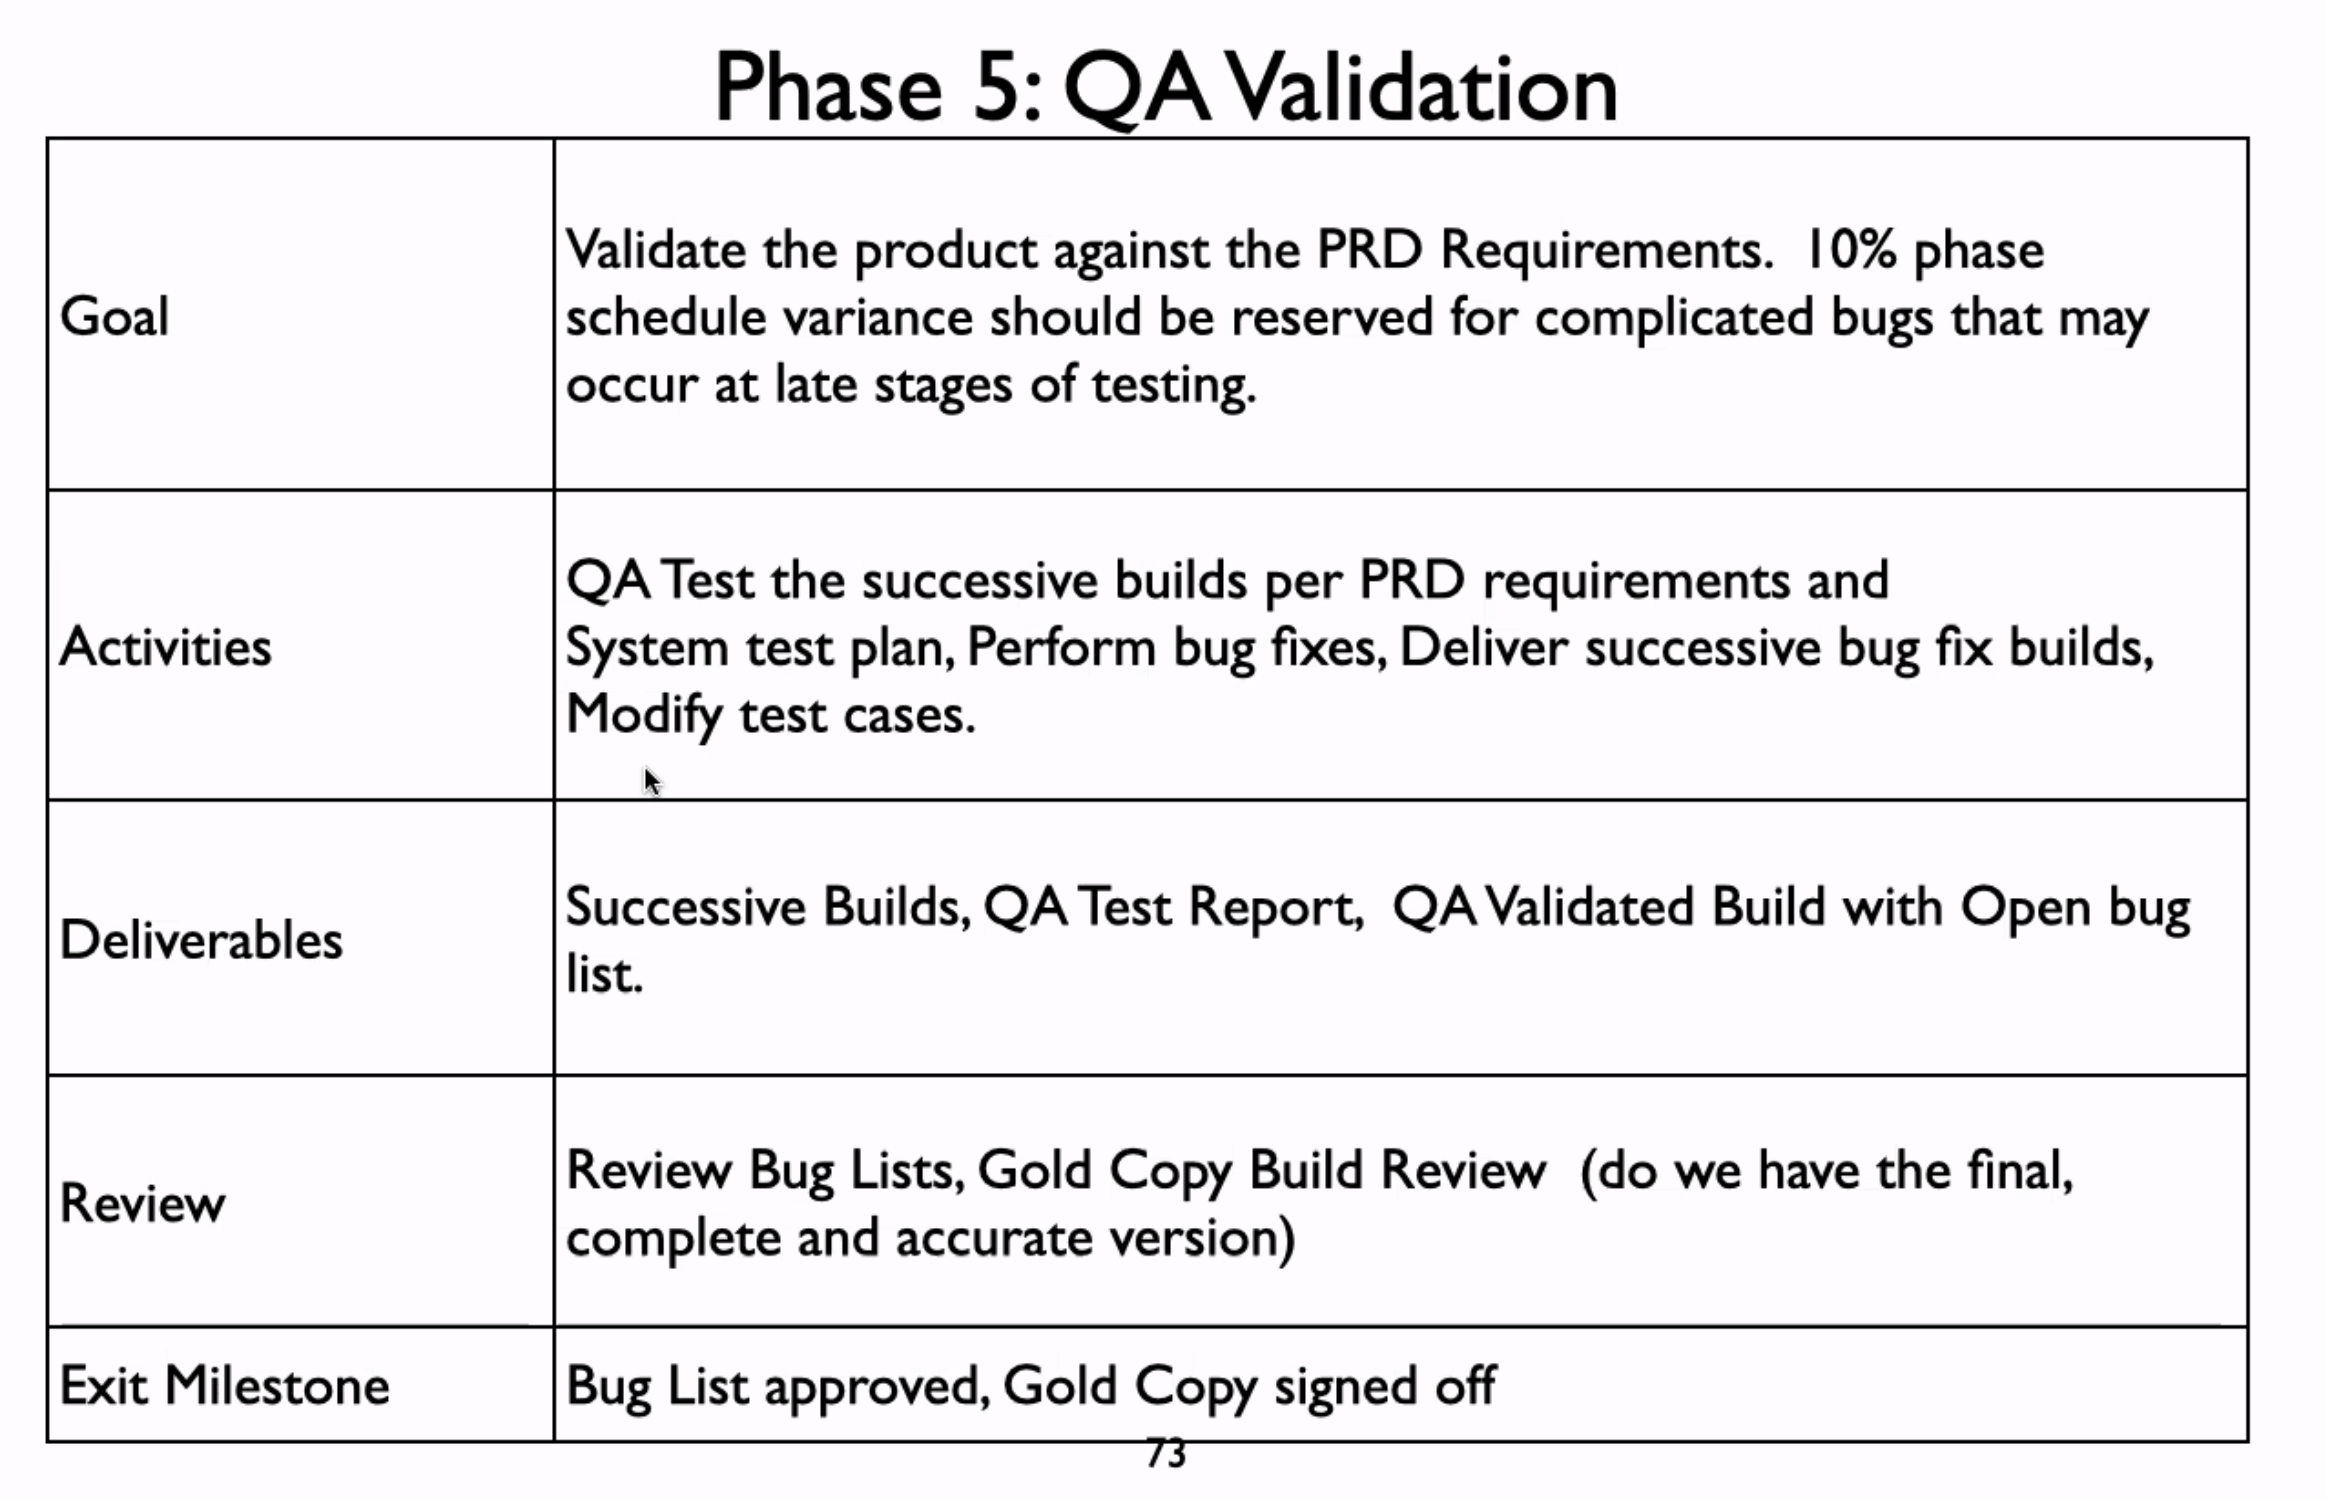 Phase 5: QA Validation
Goal
Validate the product against the PRD Requirements.  10% phase
schedule variance should be reserved for complicated bugs that may
occur at late stages of testing.
Activities
QA Test the successive builds per PRD requirements and
System test plan, Perform bug fixes, Deliver successive bug fix builds,
Modify test cases.
Deliverables
Successive Builds, QA Test Report,  QA Validated Build with Open bug
list.
Review
Review Bug Lists, Gold Copy Build Review  (do we have the final,
complete and accurate version)
Exit Milestone
Bug List approved, Gold Copy signed off
73